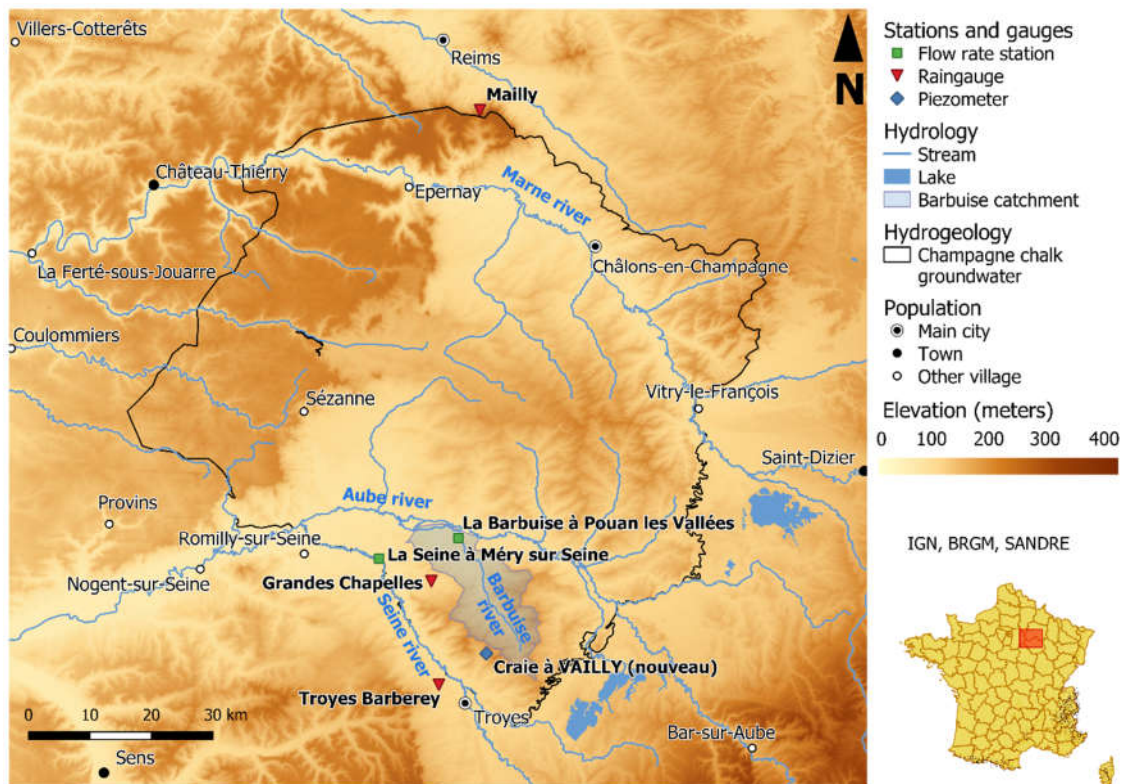 Villers-Cotterêts
Reims
Mailly
N
Château-Thiérry
Epernay
Marne river
La Ferté-sous-Jouarre
Châlons-en-Champagne
Coulommiers
Sézanne
Vitry-le-François
Saint-Dizier
Provins
Aube river
La Barbuise à Pouan les Vallées
Romilly-sur-Seine
La Seine à Méry sur Seine
Nogent-sur-Seine
Grandes Chapelles
Barbuise
river
Seine river
Craie à VAILLY (nouveau)
Troyes Barberey
Troyes
Bar-sur-Aube
0 10 20 30 km
Sens
Stations and gauges
Flow rate station
Raingauge
Piezometer
Hydrology
Stream
Lake
Barbuise catchment
Hydrogeology
Champagne chalk
groundwater
Population
Main city
Town
Other village
Elevation (meters)
0 100 200 300 400
IGN, BRGM, SANDRE